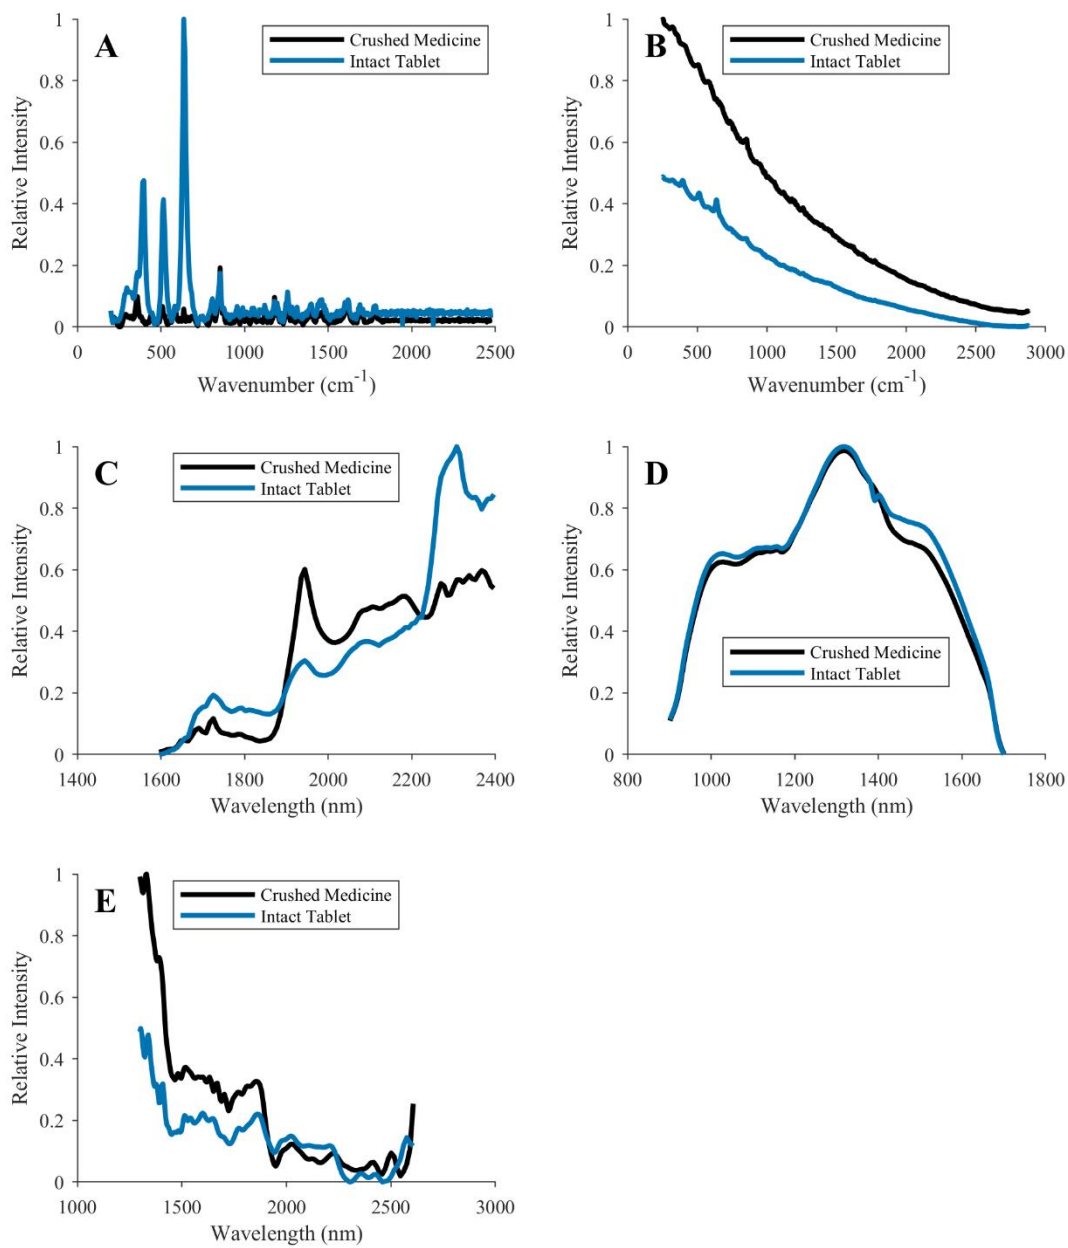 A
Crushed Medicine
Intact Tablet
Relative Intensity
1
0.8
0.6
0.4
0.2
0
0 500 1000 1500 2000 2500
Wavenumber (cm-1)
B
Crushed Medicine
Intact Tablet
Relative Intensity
1
0.8
0.6
0.4
0.2
0
0 500 1000 1500 2000 2500 3000
Wavenumber (cm-1)
C
Crushed Medicine
Intact Tablet
Relative Intensity
1
0.8
0.6
0.4
0.2
0
1400 1600 1800 2000 2200 2400
Wavelength (nm)
D
Crushed Medicine
Intact Tablet
Relative Intensity
1
0.8
0.6
0.4
0.2
0
800 1000 1200 1400 1600 1800
Wavelength (nm)
E
Crushed Medicine
Intact Tablet
Relative Intensity
1
0.8
0.6
0.4
0.2
0
1000 1500 2000 2500 3000
Wavelength (nm)